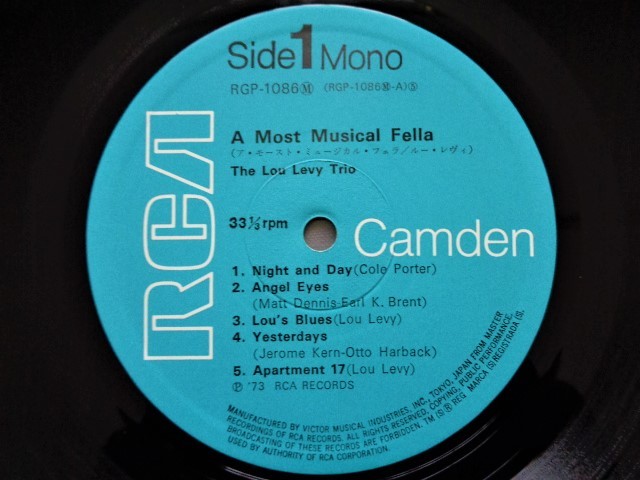 Side 1 Mono
RGP-1086Ⓜ (RGP-1086Ⓜ-A)Ⓢ
A Most Musical Fella
(ア・モースト・ミュージカル・フェラ/ルー・レヴィ)
The Lou Levy Trio
RCA
33⅓rpm
Camden
1. Night and Day(Cole Porter)
2. Angel Eyes
(Matt Dennis-Earl K. Brent)
3. Lou's Blues(Lou Levy)
4. Yesterdays
(Jerome Kern-Otto Harback)
5. Apartment 17(Lou Levy)
Ⓟ '73 RCA RECORDS
MANUFACTURED BY VICTOR MUSICAL INDUSTRIES, INC., TOKYO, JAPAN FROM MASTER
RECORDINGS OF RCA RECORDS. ALL RIGHTS RESERVED. COPYING, PUBLIC PERFORMANCE,
BROADCASTING OF THESE RECORDS ARE FORBIDDEN. TM(S)Ⓡ REG MARCA(S) REGISTRADA(S).
USED BY AUTHORITY OF RCA CORPORATION.